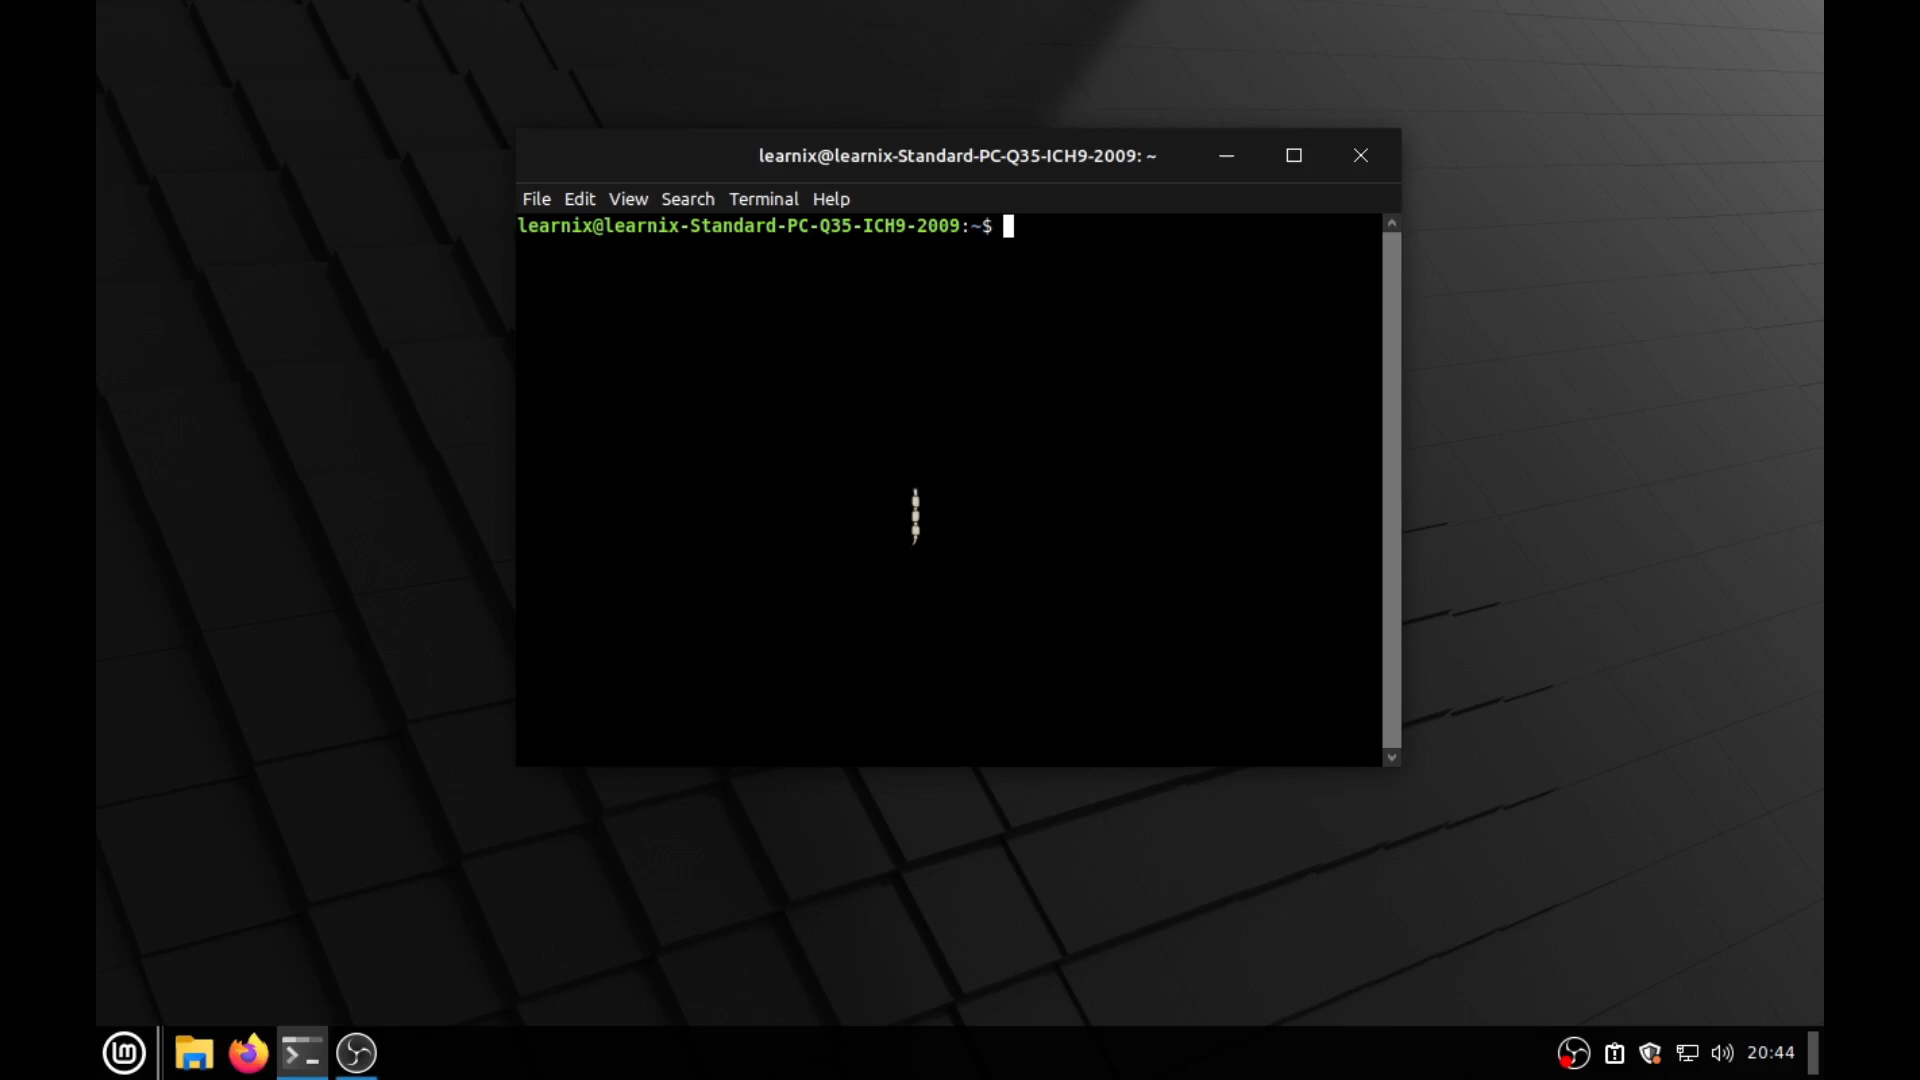 learnix@learnix-Standard-PC-Q35-ICH9-2009: ~
File Edit View Search Terminal Help
learnix@learnix-Standard-PC-Q35-ICH9-2009:~$
20:44